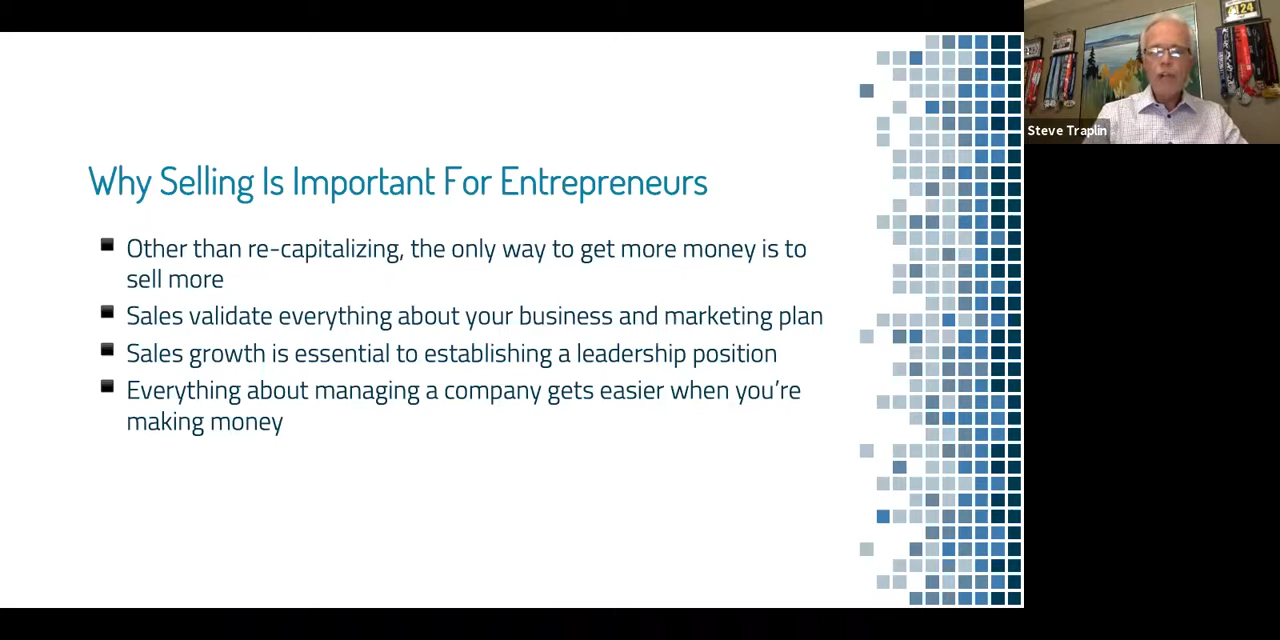 Why Selling Is Important For Entrepreneurs
Other than re-capitalizing, the only way to get more money is to
sell more
Sales validate everything about your business and marketing plan
Sales growth is essential to establishing a leadership position
Everything about managing a company gets easier when you're
making money
Steve Traplin